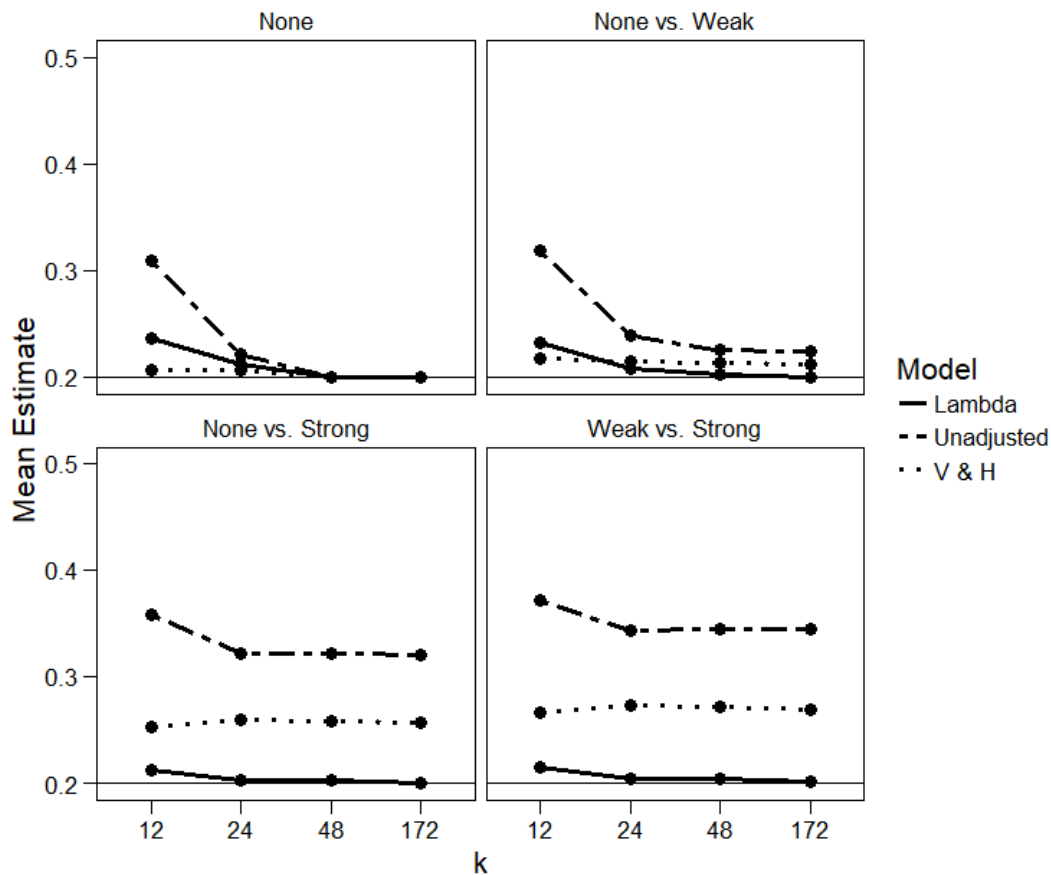 None
None vs. Weak
0.5
0.4
0.3
0.2
None vs. Strong
Weak vs. Strong
0.5
0.4
0.3
0.2
12 24 48 172
12 24 48 172
k
Mean Estimate
Model
Lambda
Unadjusted
V & H